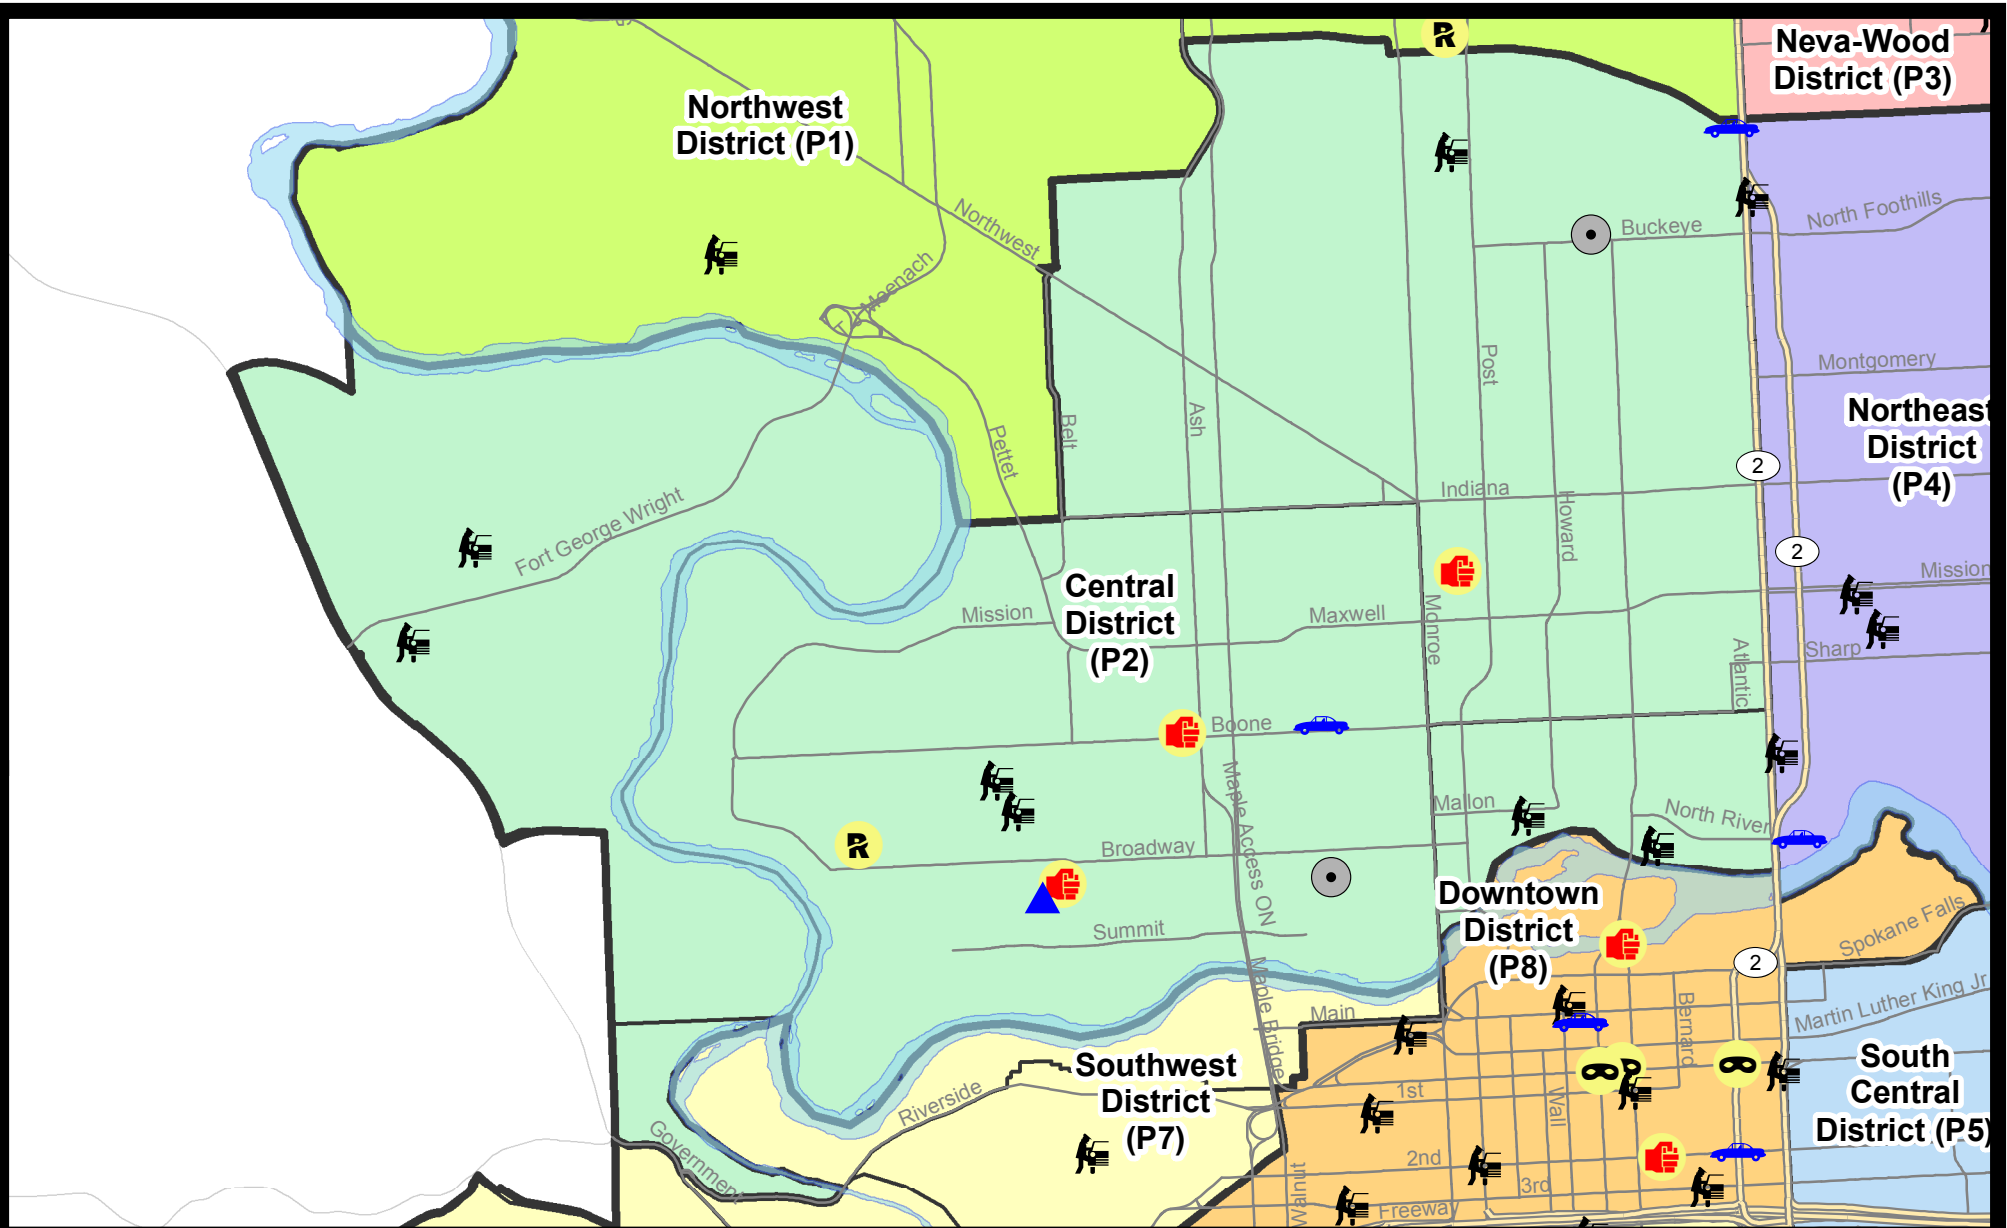 Neva-Wood
District (P3)
Northwest
District (P1)
Northwest
North Foothills
Buckeye
T J Meenach
Montgomery
Post
Ash
Belt
Pettet
Northeast
District
(P4)
2
Indiana
Howard
Fort George Wright
2
Mission
Central
District
(P2)
Mission
Maxwell
Monroe
Sharp
Atlantic
Boone
Maple Access ON
Mallon
North River
Broadway
Downtown
District
(P8)
Summit
Spokane Falls
2
Maple Bridge
Main
Bernard
Martin Luther King Jr
Southwest
District
(P7)
South
Central
District (P5)
Riverside
1st
Wall
Government
2nd
3rd
Walnut
Freeway
R
R